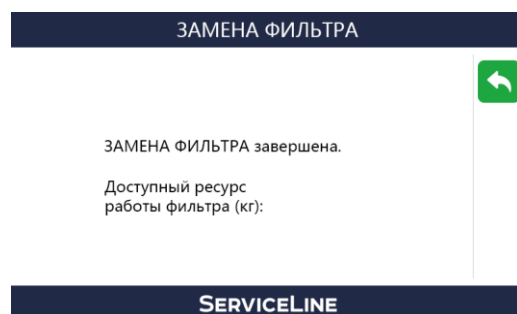 ЗАМЕНА ФИЛЬТРА
ЗАМЕНА ФИЛЬТРА завершена.
Доступный ресурс
работы фильтра (кг):
SERVICELINE